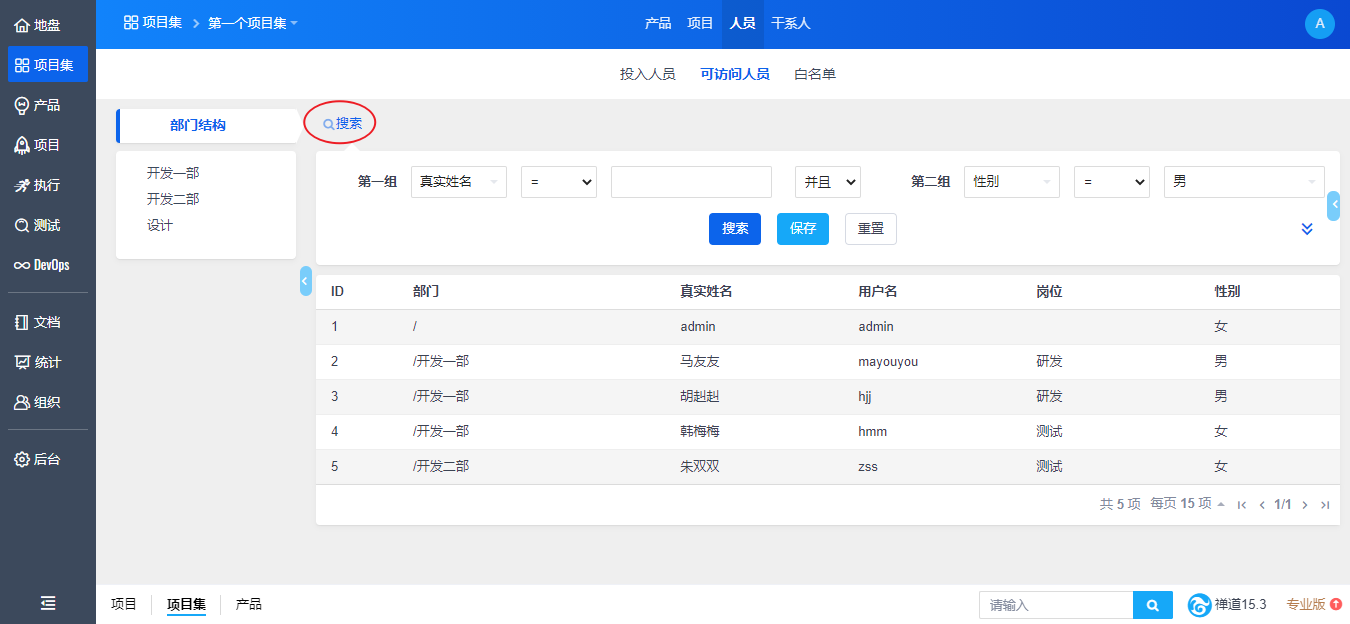 地盘
项目集
产品
项目
执行
测试
DevOps
文档
统计
组织
后台
项目集 第一个项目集
产品 项目 人员 干系人
A
投入人员 可访问人员 白名单
部门结构
开发一部
开发二部
设计
搜索
第一组 真实姓名 = 并且 第二组 性别 = 男
搜索 保存 重置
ID 部门 真实姓名 用户名 岗位 性别
1 / admin admin 女
2 /开发一部 马友友 mayouyou 研发 男
3 /开发一部 胡赳赳 hjj 研发 男
4 /开发一部 韩梅梅 hmm 测试 女
5 /开发二部 朱双双 zss 测试 女
共 5 项 每页 15 项 1/1
项目 项目集 产品
请输入
禅道15.3 专业版